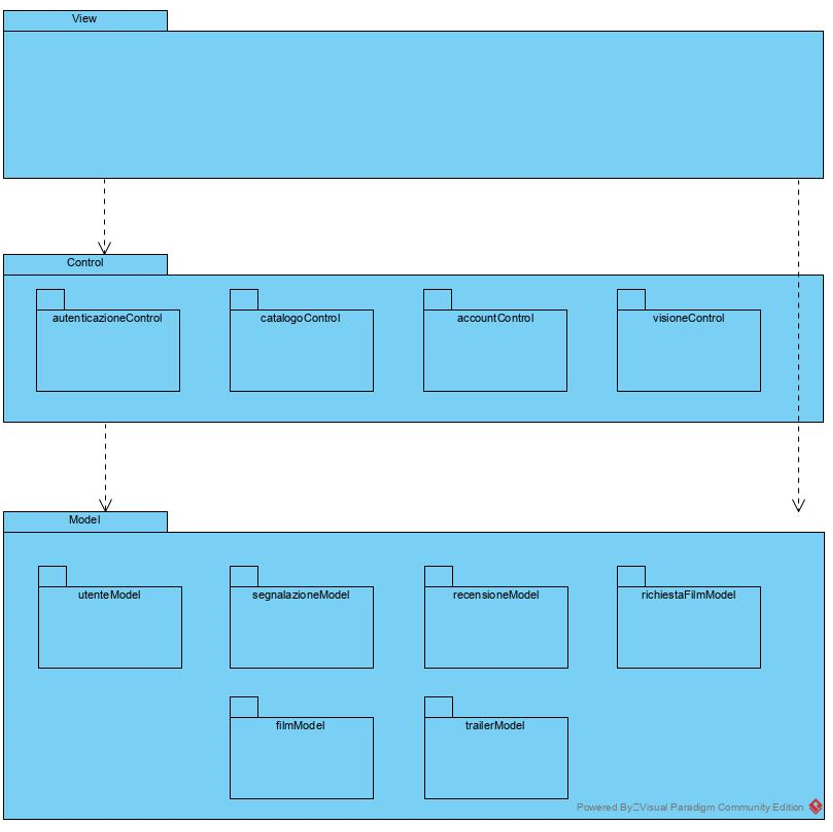 View
Control
autenticazioneControl
catalogoControl
accountControl
visioneControl
Model
utenteModel
segnalazioneModel
recensioneModel
richiestaFilmModel
filmModel
trailerModel
Powered By Visual Paradigm Community Edition